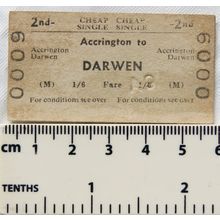 2nd- CHEAP CHEAP -2nd
SINGLE SINGLE
Accrington to
Accrington Accrington
Darwen Darwen
DARWEN
(M) 1/6 Fare 1/6 (M)
For conditions see over For conditions see over
0009 0009
cm 1 2 3 4 5 6
TENTHS 1 2